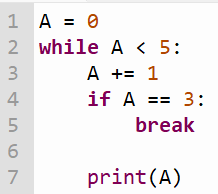 1 A = 0
2 while A < 5:
3     A += 1
4     if A == 3:
5         break
6
7     print(A)